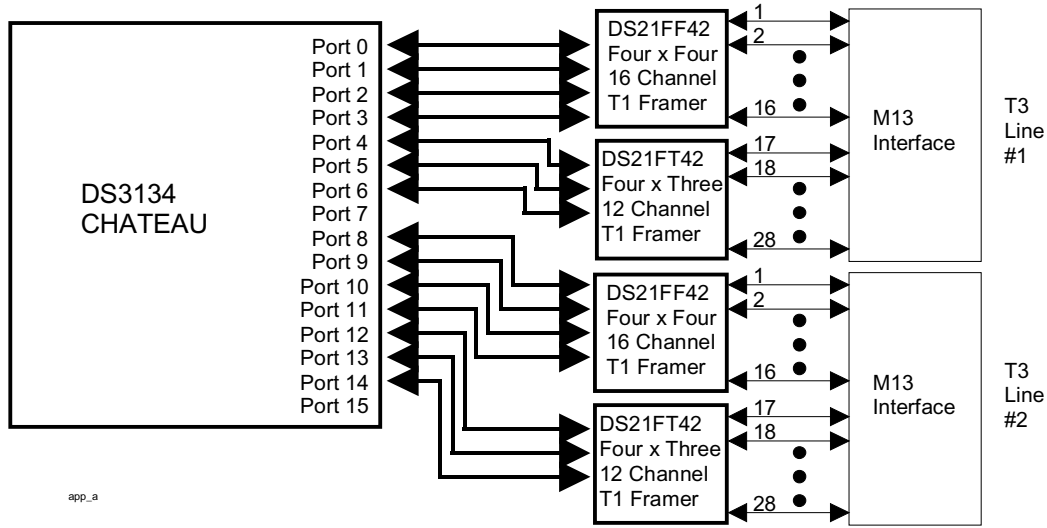 DS3134
CHATEAU
Port 0
Port 1
Port 2
Port 3
Port 4
Port 5
Port 6
Port 7
Port 8
Port 9
Port 10
Port 11
Port 12
Port 13
Port 14
Port 15
DS21FF42
Four x Four
16 Channel
T1 Framer
1
2
16
DS21FT42
Four x Three
12 Channel
T1 Framer
17
18
28
M13
Interface
T3
Line
#1
DS21FF42
Four x Four
16 Channel
T1 Framer
1
2
16
DS21FT42
Four x Three
12 Channel
T1 Framer
17
18
28
M13
Interface
T3
Line
#2
app_a